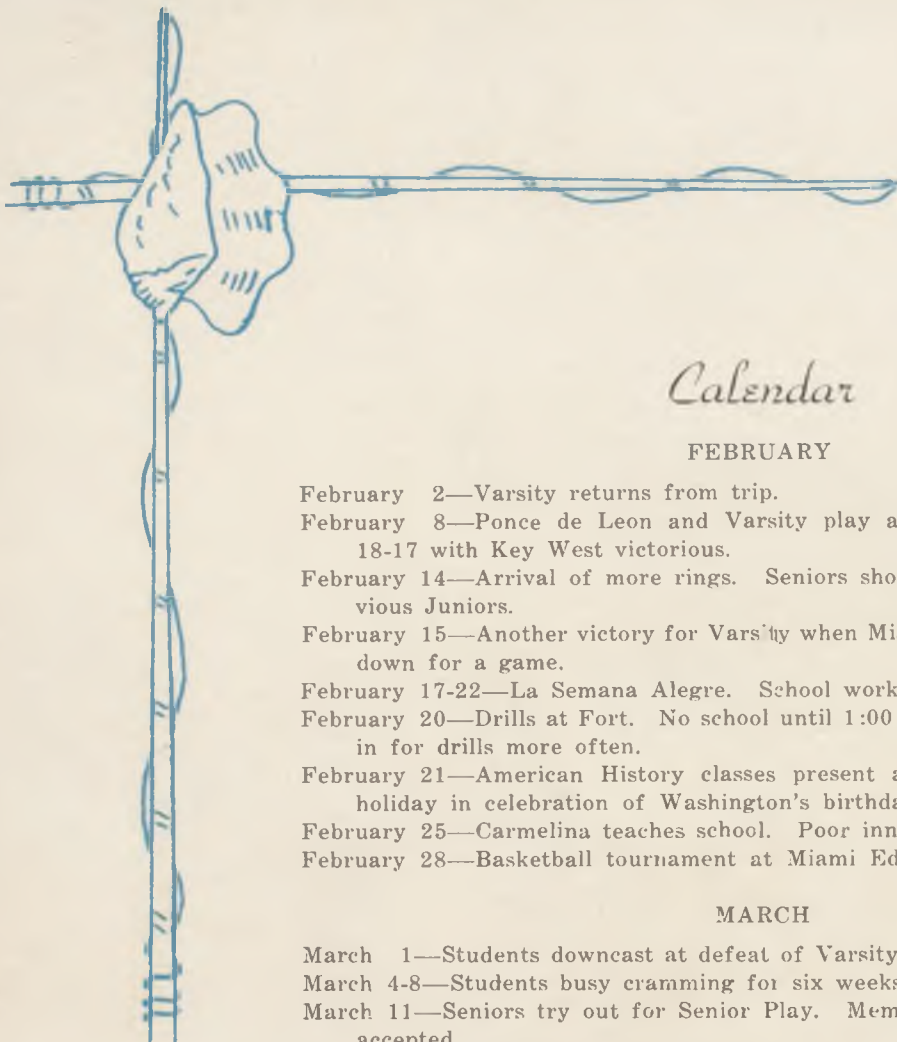 Calendar
FEBRUARY
February 2—Varsity returns from trip.
February 8—Ponce de Leon and Varsity play a
18-17 with Key West victorious.
February 14—Arrival of more rings. Seniors sho
vious Juniors.
February 15—Another victory for Varsity when Mi
down for a game.
February 17-22—La Semana Alegre. School work
February 20—Drills at Fort. No school until 1:00
in for drills more often.
February 21—American History classes present a
holiday in celebration of Washington's birthda
February 25—Carmelina teaches school. Poor inn
February 28—Basketball tournament at Miami Ed
MARCH
March 1—Students downcast at defeat of Varsity
March 4-8—Students busy cramming for six weeks
March 11—Seniors try out for Senior Play. Mem
accepted